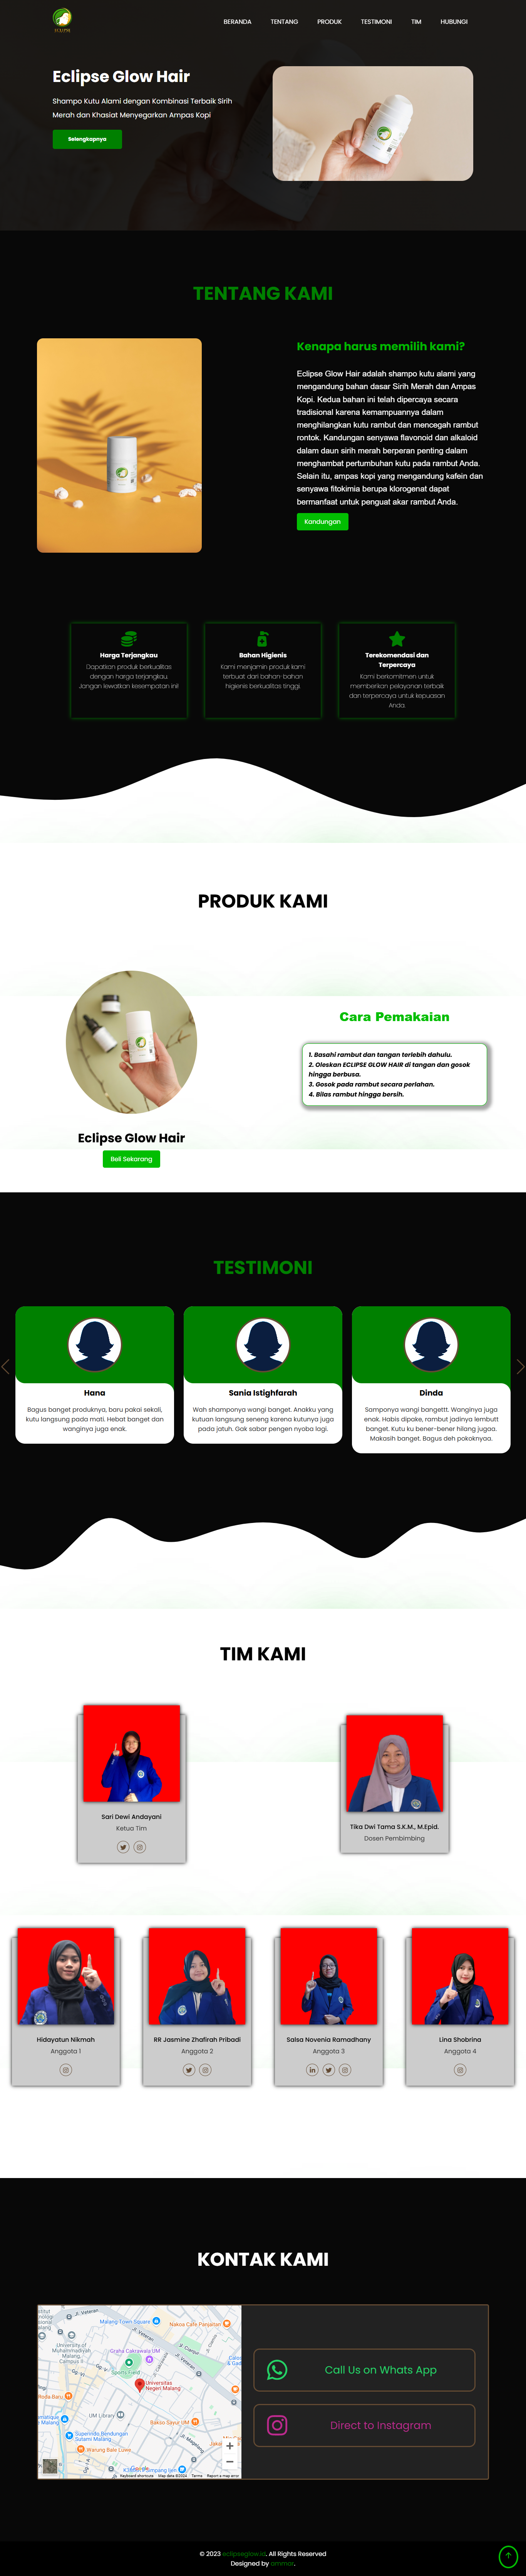 ECLIPSE
BERANDA TENTANG PRODUK TESTIMONI TIM HUBUNGI
Eclipse Glow Hair
Shampo Kutu Alami dengan Kombinasi Terbaik Sirih
Merah dan Khasiat Menyegarkan Ampas Kopi
Selengkapnya
TENTANG KAMI
Kenapa harus memilih kami?
Eclipse Glow Hair adalah shampo kutu alami yang
mengandung bahan dasar Sirih Merah dan Ampas
Kopi. Kedua bahan ini telah dipercaya secara
tradisional karena kemampuannya dalam
menghilangkan kutu rambut dan mencegah rambut
rontok. Kandungan senyawa flavonoid dan alkaloid
dalam daun sirih merah berperan penting dalam
menghambat pertumbuhan kutu pada rambut Anda.
Selain itu, ampas kopi yang mengandung kafein dan
senyawa fitokimia berupa klorogenat dapat
bermanfaat untuk penguat akar rambut Anda.
Kandungan
Harga Terjangkau
Dapatkan produk berkualitas
dengan harga terjangkau.
Jangan lewatkan kesempatan ini!
Bahan Higienis
Kami menjamin produk kami
terbuat dari bahan-bahan
higienis berkualitas tinggi.
Terekomendasi dan
Terpercaya
Kami berkomitmen untuk
memberikan pelayanan terbaik
dan terpercaya untuk kepuasan
Anda.
PRODUK KAMI
Eclipse Glow Hair
Beli Sekarang
Cara Pemakaian
1. Basahi rambut dan tangan terlebih dahulu.
2. Oleskan ECLIPSE GLOW HAIR di tangan dan gosok
hingga berbusa.
3. Gosok pada rambut secara perlahan.
4. Bilas rambut hingga bersih.
TESTIMONI
Hana
Bagus banget produknya, baru pakai sekali,
kutu langsung pada mati. Hebat banget dan
wanginya juga enak.
Sania Istighfarah
Wah shomponya wangi banget. Anakku yang
kutuan langsung seneng karena kutunya juga
pada jatuh. Gak sabar pengen nyoba lagi.
Dinda
Samponya wangi bangettt. Wanginya juga
enak. Habis dipake, rambut jadinya lembutt
banget. Kutu ku bener-bener hilang jugaa.
Makasih banget. Bagus deh pokoknyaa.
TIM KAMI
Sari Dewi Andayani
Ketua Tim
Tika Dwi Tama S.K.M., M.Epid.
Dosen Pembimbing
Hidayatun Nikmah
Anggota 1
RR Jasmine Zhafirah Pribadi
Anggota 2
Salsa Novenia Ramadhany
Anggota 3
Lina Shobrina
Anggota 4
KONTAK KAMI
Jl. Veteran
Malang Town Square
Nakoa Cafe Panjaitan
University of
Muhammadiyah
Malang,
Campus II
Graha Cakrawala UM
Jl. Veteran
Sports Field
Universitas
Negeri Malang
UM Library
Bakso Sayur UM
Superindo Bendungan
Sutami Malang
Warung Bale Luwe
Keyboard shortcuts Map data ©2024 Terms Report a map error
Call Us on Whats App
Direct to Instagram
© 2023 eclipseglow.id. All Rights Reserved
Designed by ammar.